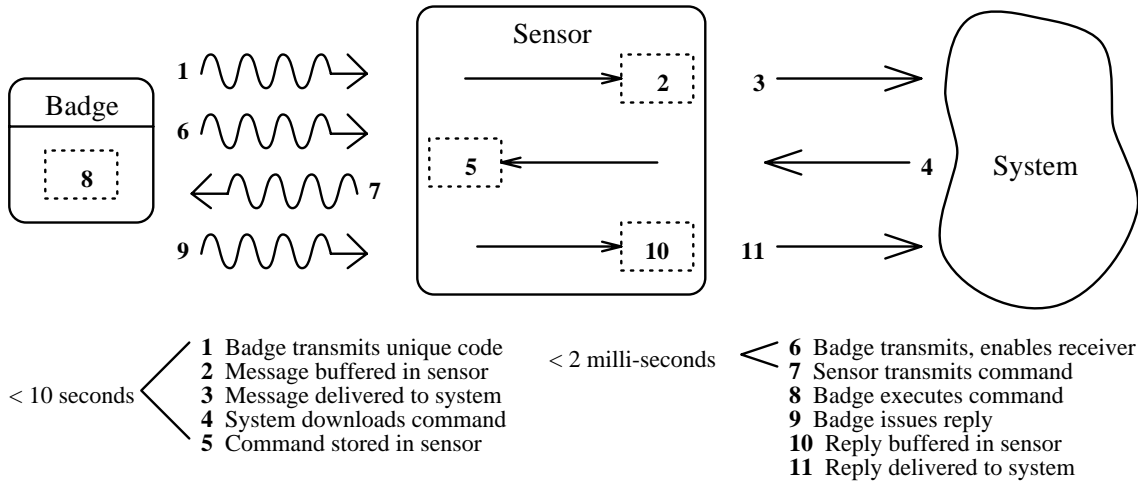 Sensor
1
2
3
Badge
6
8
5
4
System
7
9
10
11
1 Badge transmits unique code
2 Message buffered in sensor
3 Message delivered to system
4 System downloads command
5 Command stored in sensor
< 10 seconds
< 2 milli-seconds
6 Badge transmits, enables receiver
7 Sensor transmits command
8 Badge executes command
9 Badge issues reply
10 Reply buffered in sensor
11 Reply delivered to system